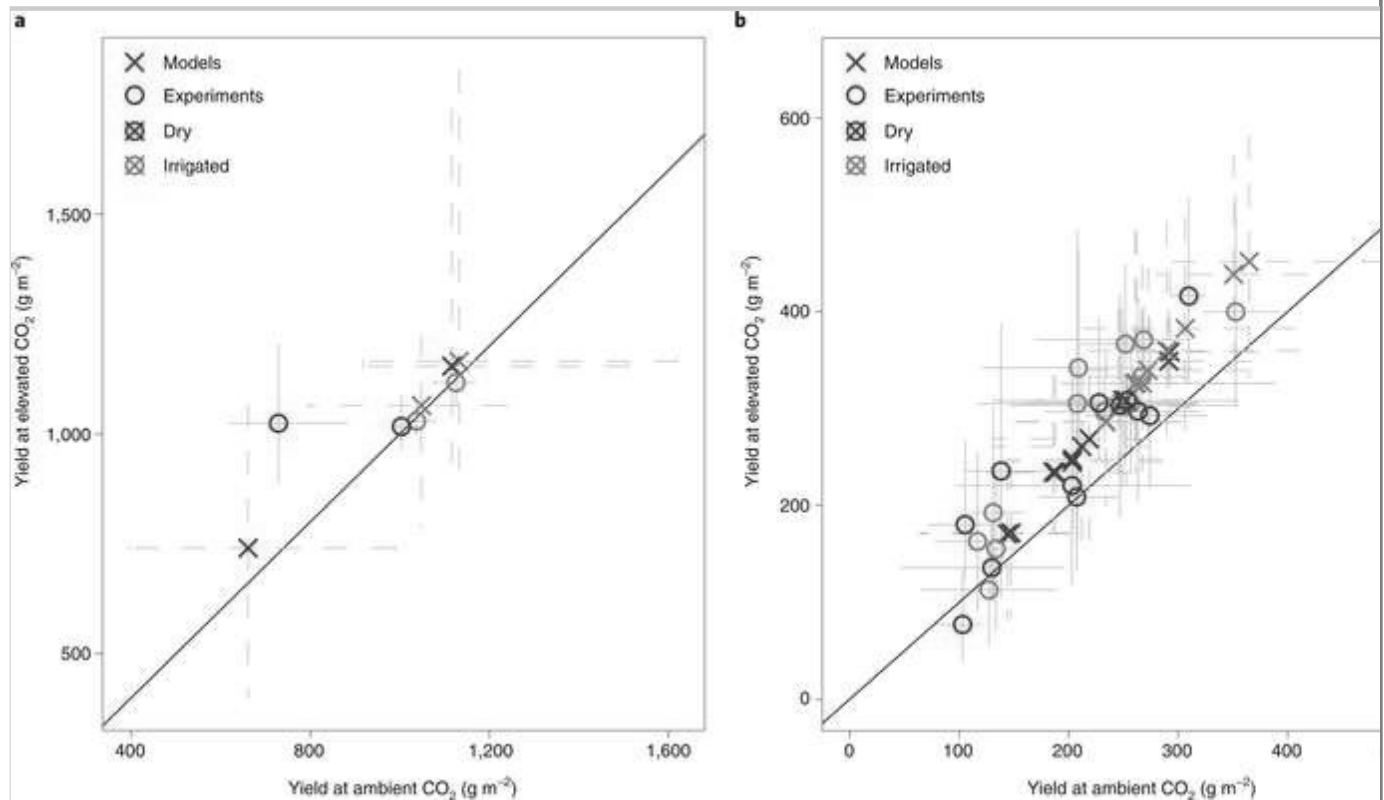 a
Models
Experiments
Dry
Irrigated
1,500
1,000
500
400 800 1,200 1,600
Yield at elevated CO₂ (g m⁻²)
Yield at ambient CO₂ (g m⁻²)
b
Models
Experiments
Dry
Irrigated
600
400
200
0
0 100 200 300 400
Yield at elevated CO₂ (g m⁻²)
Yield at ambient CO₂ (g m⁻²)